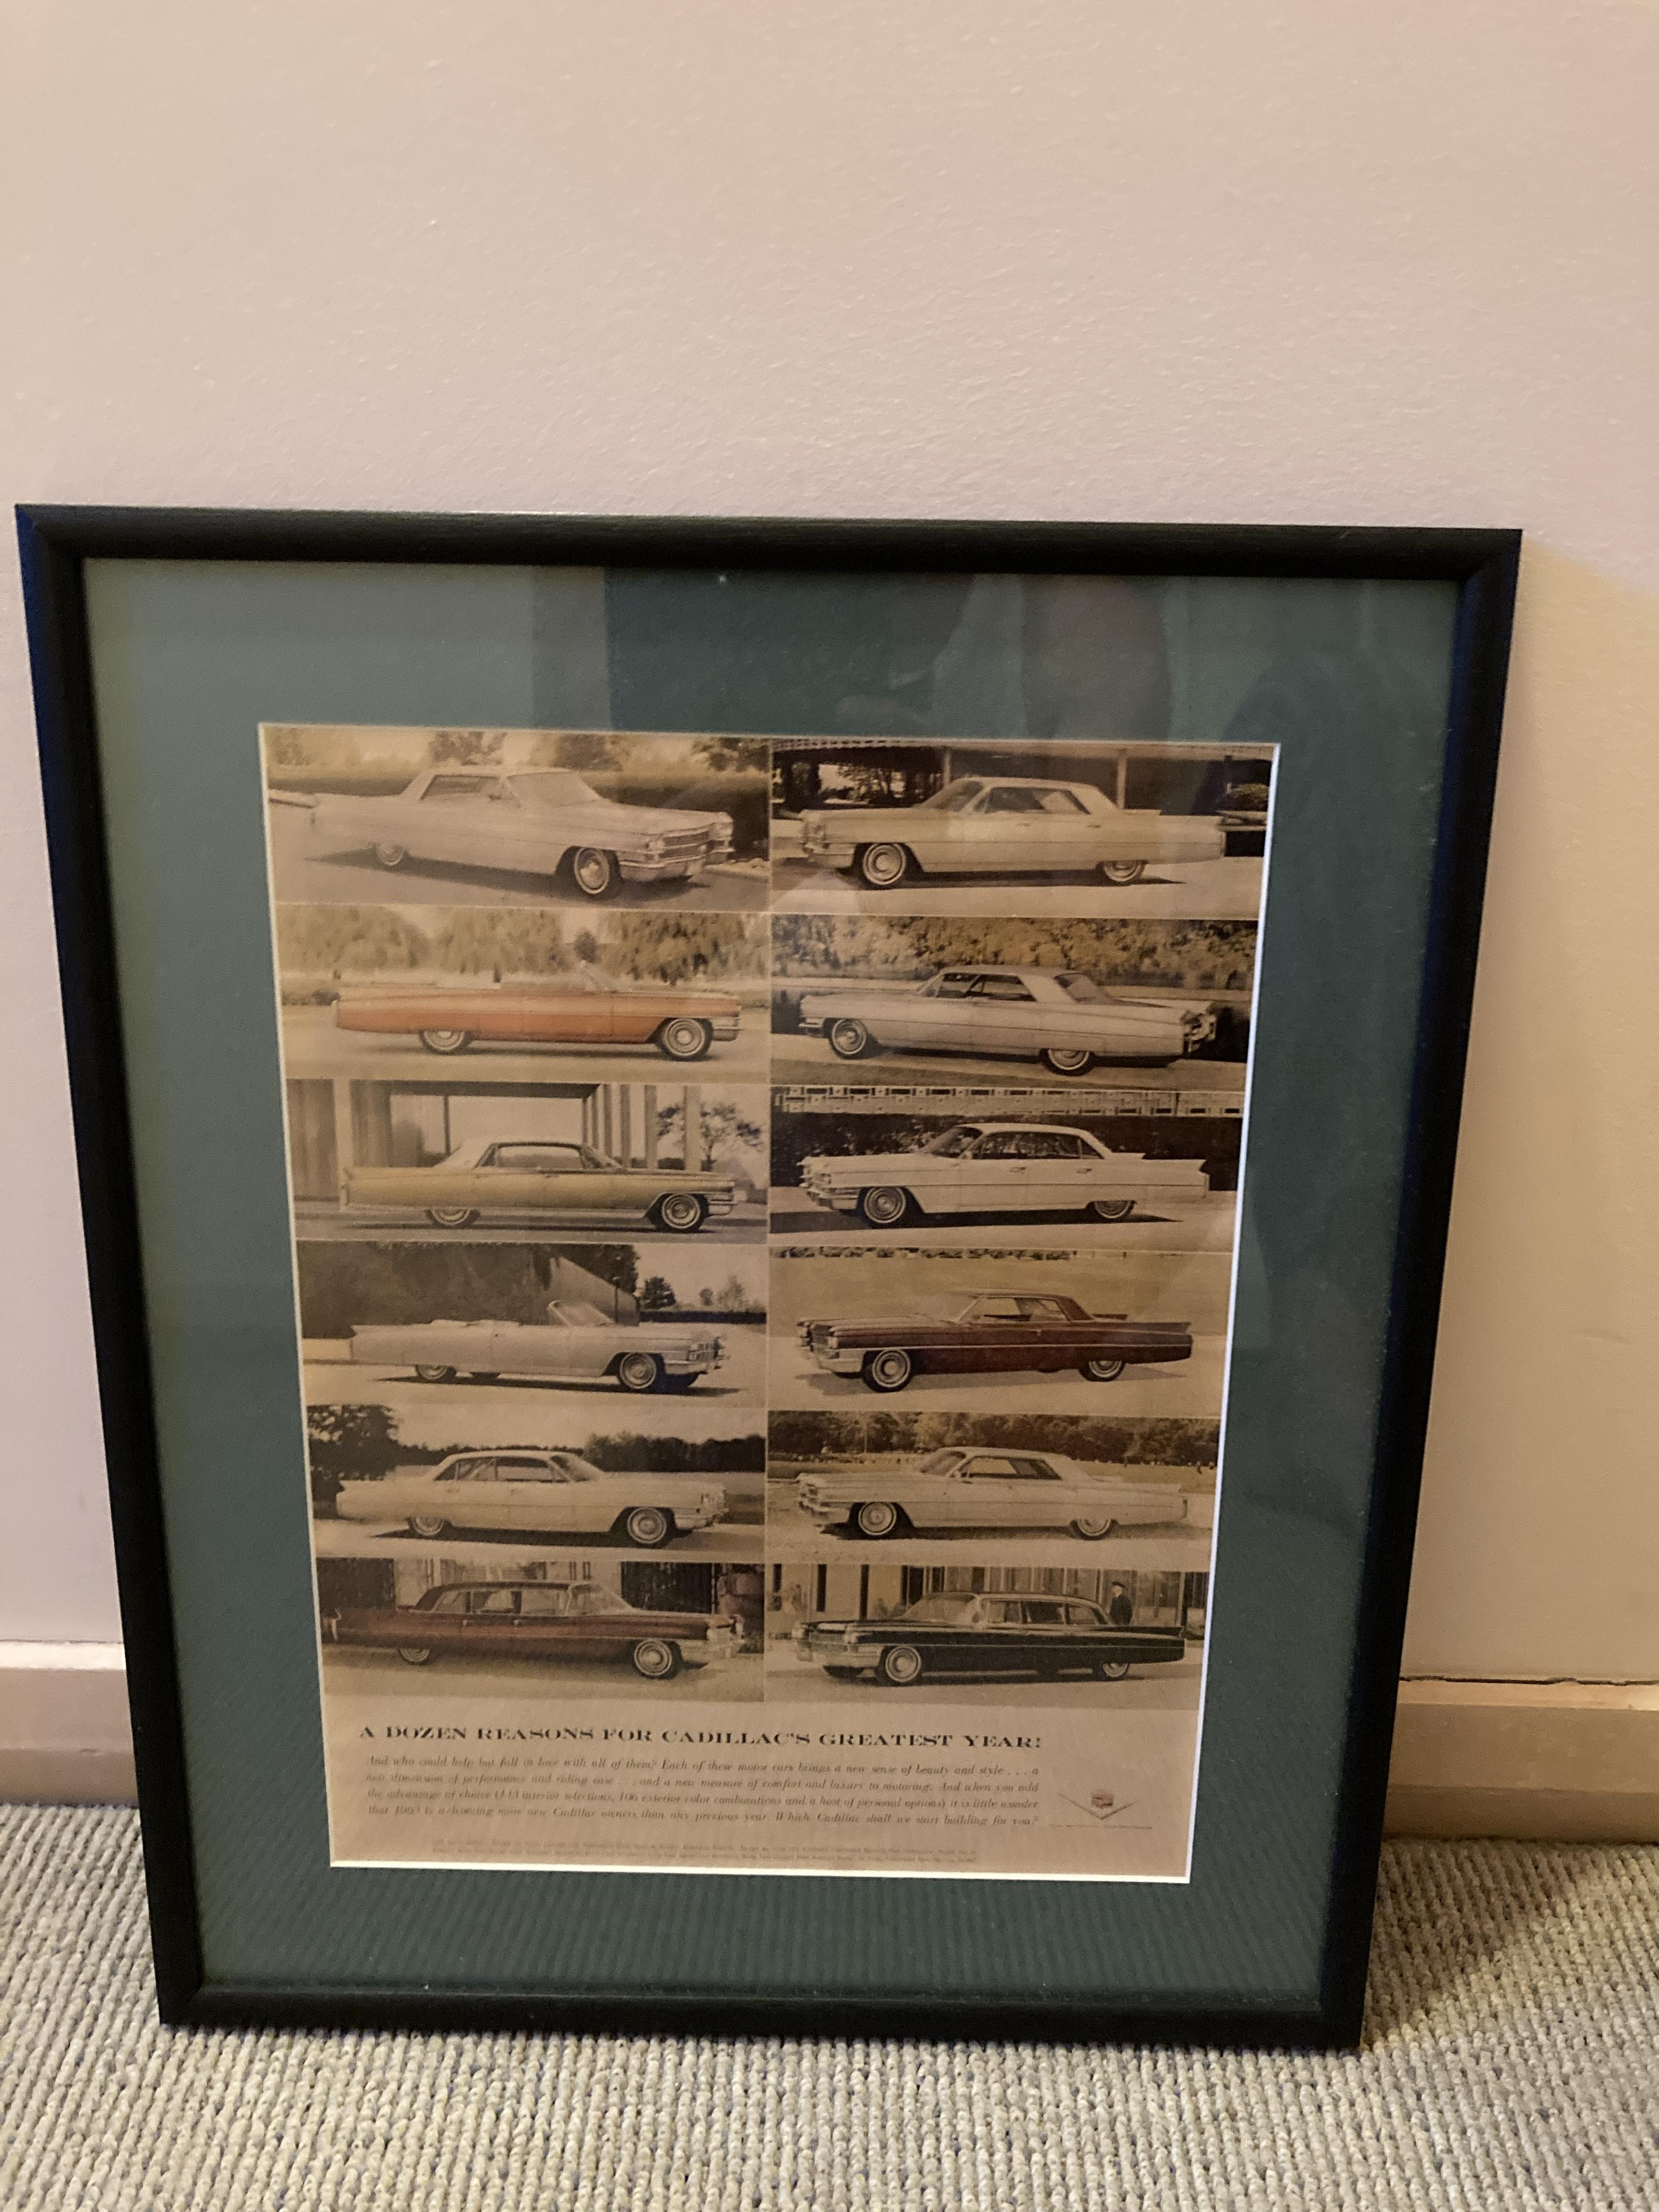 A DOZEN REASONS FOR CADILLAC'S GREATEST YEAR!
And who could help but fall in love with all of them? Each of these motor cars brings a new sense of beauty and style . . . a
new dimension of performance and riding ease . . . and a new measure of comfort and luxury to motoring. And when you add
the advantage of choice (143 interior selections, 106 exterior color combinations and a host of personal options) it is little wonder
that 1963 is welcoming more new Cadillac owners than any previous year. Which Cadillac shall we start building for you?